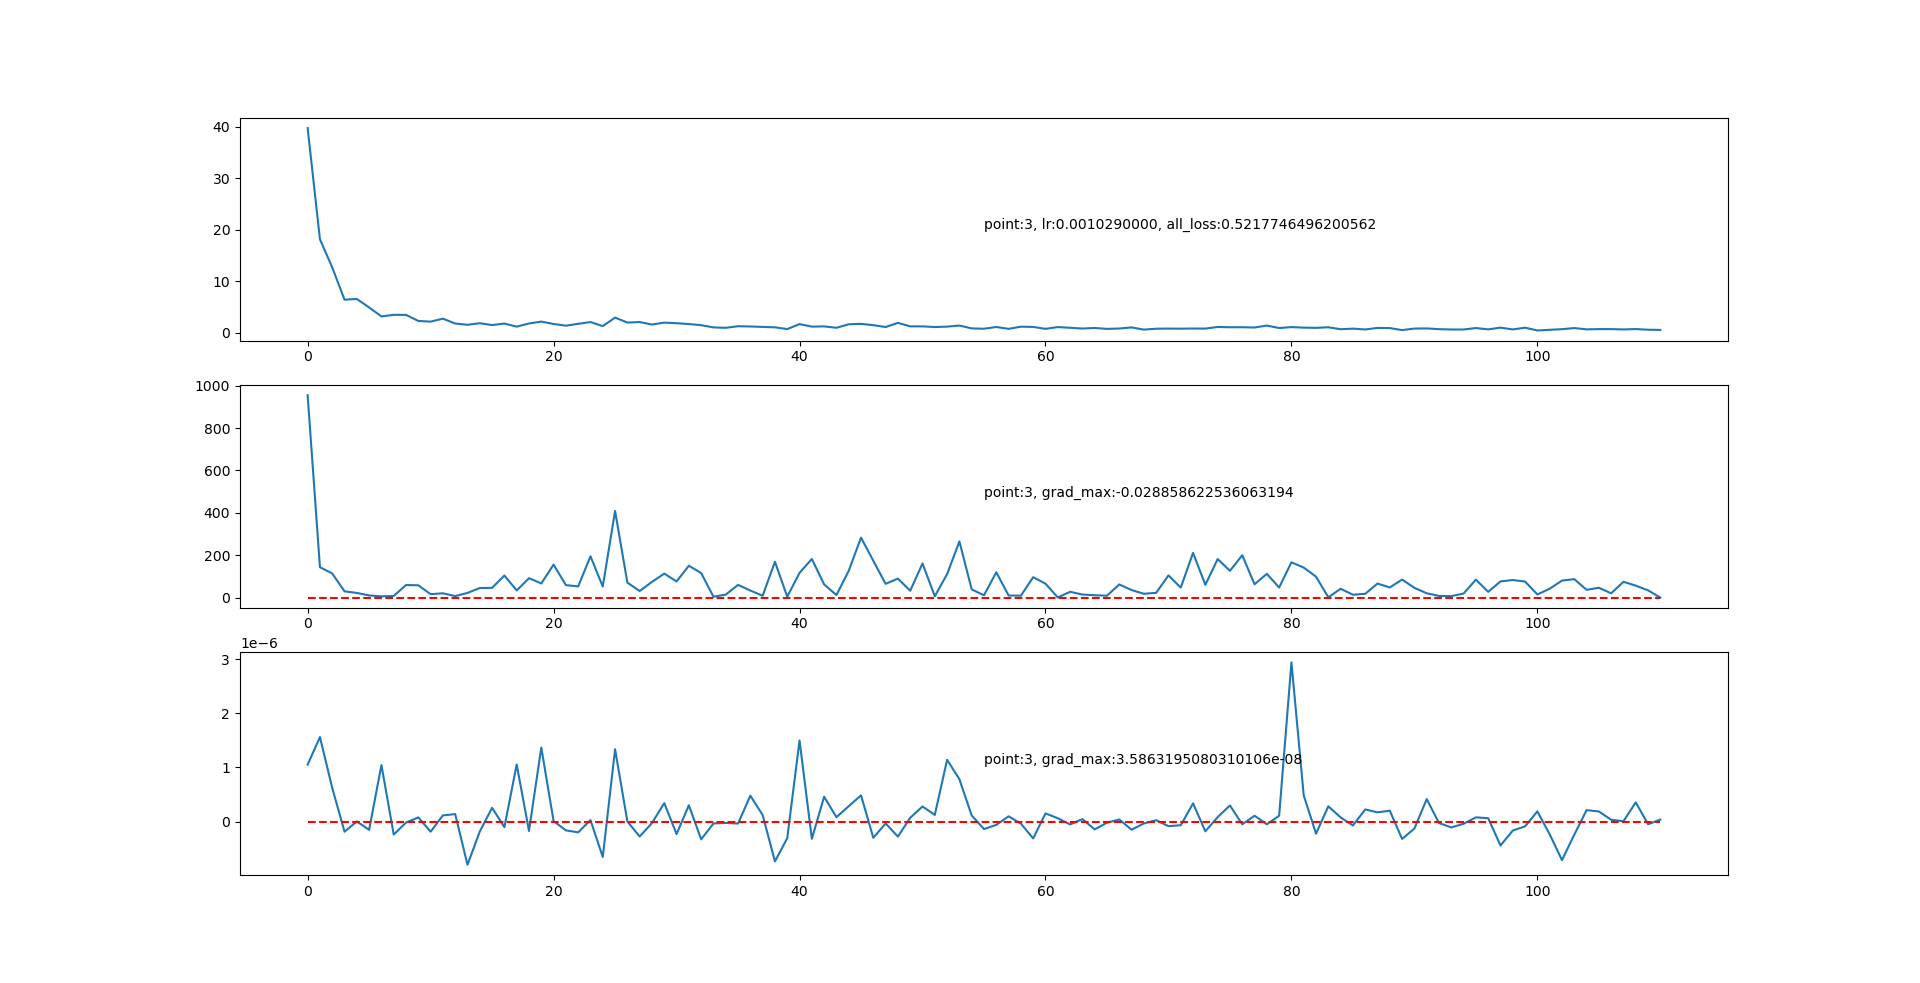 40
30
20
10
0
point:3, lr:0.0010290000, all_loss:0.5217746496200562
0 20 40 60 80 100
1000
800
600
400
200
0
point:3, grad_max:-0.028858622536063194
0 20 40 60 80 100
1e−6
3
2
1
0
point:3, grad_max:3.5863195080310106e-08
0 20 40 60 80 100